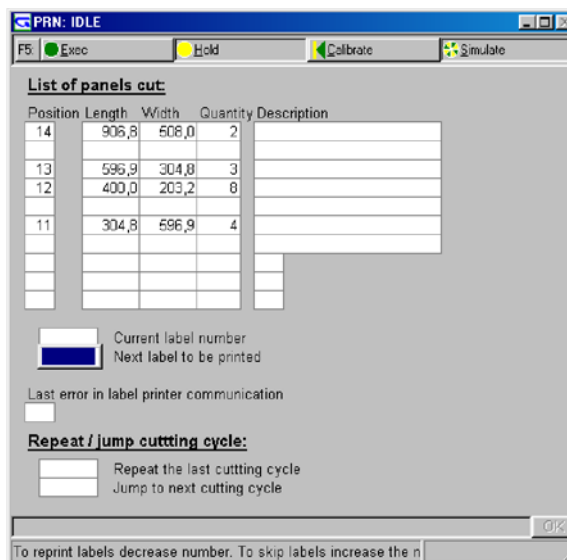 PRN: IDLE
F5: Exec Hold Calibrate Simulate
List of panels cut:
Position Length Width Quantity Description
14 906,8 508,0 2
13 596,9 304,8 3
12 400,0 203,2 8
11 304,8 596,9 4
Current label number
Next label to be printed
Last error in label printer communication
Repeat / jump cuttting cycle:
Repeat the last cuttting cycle
Jump to next cutting cycle
OK
To reprint labels decrease number. To skip labels increase the n